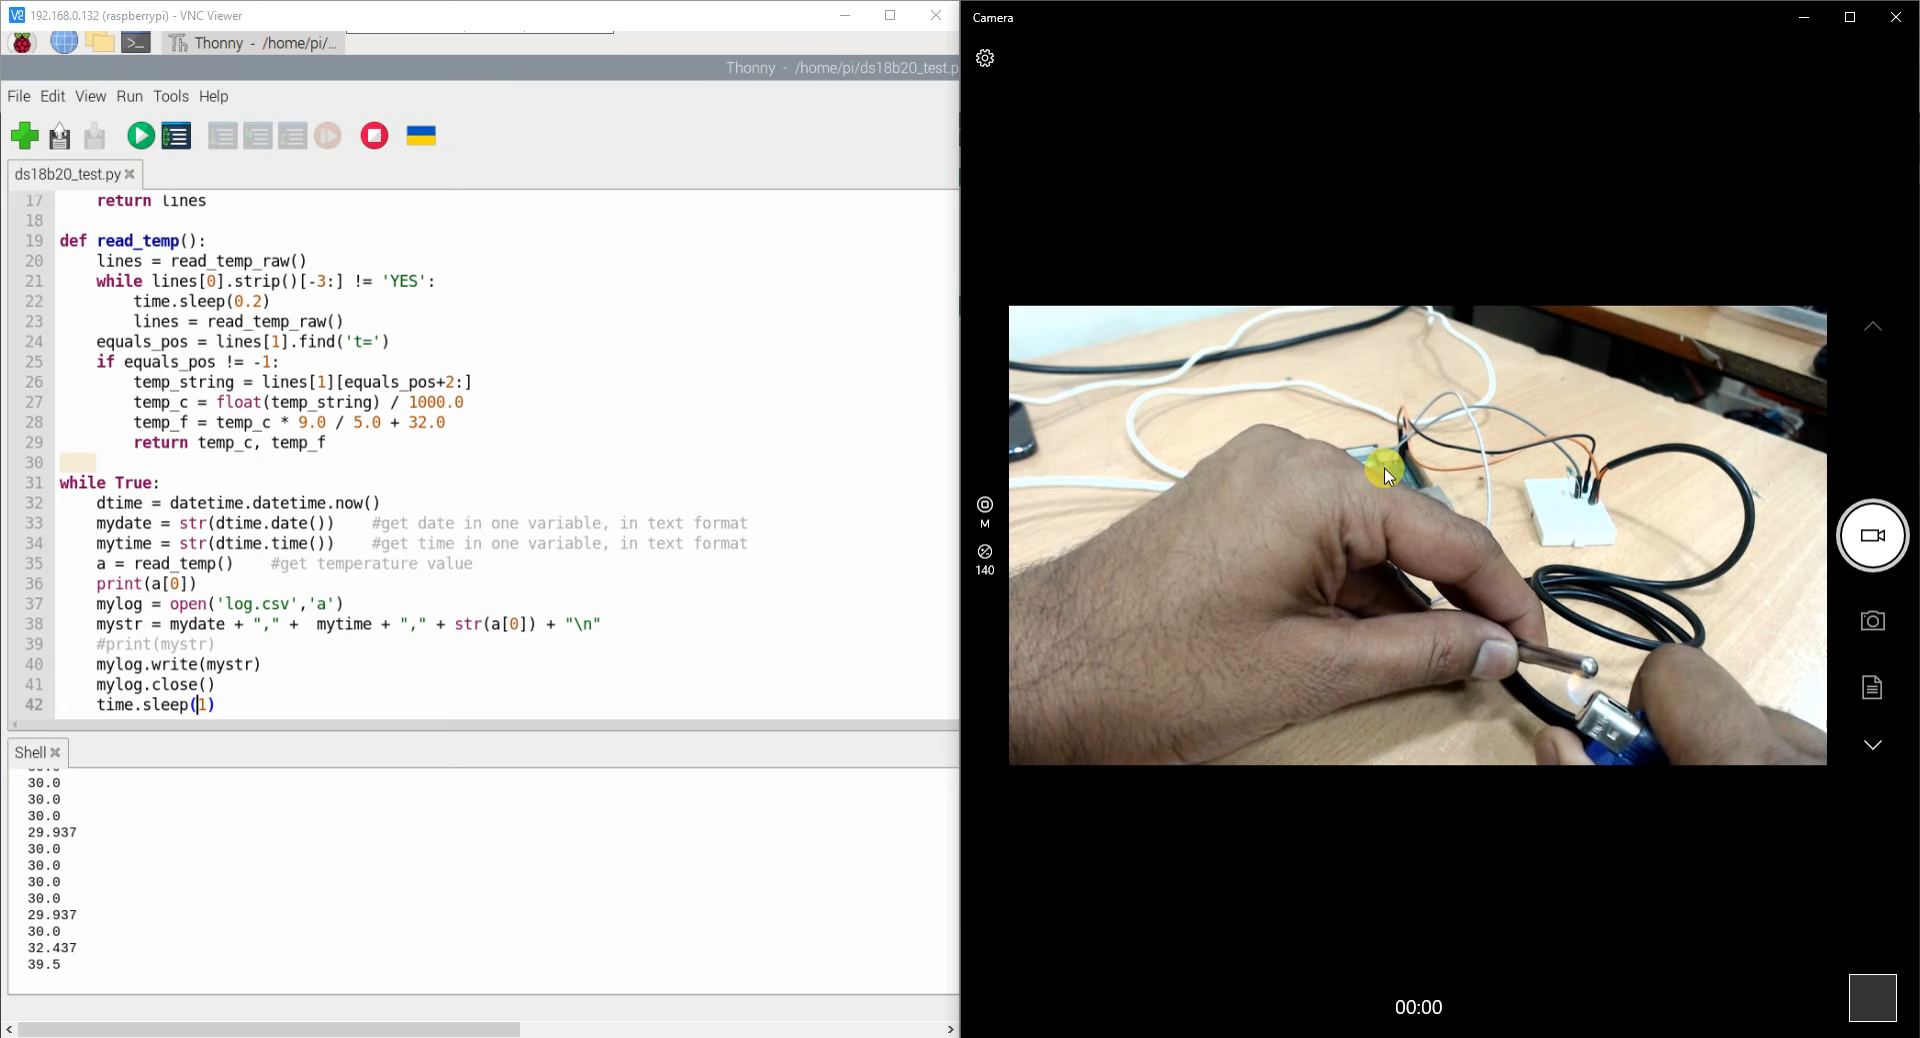 192.168.0.132 (raspberrypi) - VNC Viewer
Thonny - /home/pi/...
Thonny - /home/pi/ds18b20_test.p
File Edit View Run Tools Help
ds18b20_test.py
17 return lines
18
19 def read_temp():
20 lines = read_temp_raw()
21 while lines[0].strip()[-3:] != 'YES':
22 time.sleep(0.2)
23 lines = read_temp_raw()
24 equals_pos = lines[1].find('t=')
25 if equals_pos != -1:
26 temp_string = lines[1][equals_pos+2:]
27 temp_c = float(temp_string) / 1000.0
28 temp_f = temp_c * 9.0 / 5.0 + 32.0
29 return temp_c, temp_f
30
31 while True:
32 dtime = datetime.datetime.now()
33 mydate = str(dtime.date()) #get date in one variable, in text format
34 mytime = str(dtime.time()) #get time in one variable, in text format
35 a = read_temp() #get temperature value
36 print(a[0])
37 mylog = open('log.csv','a')
38 mystr = mydate + "," + mytime + "," + str(a[0]) + "\n"
39 #print(mystr)
40 mylog.write(mystr)
41 mylog.close()
42 time.sleep(1)
Shell
30.0
30.0
30.0
29.937
30.0
30.0
30.0
30.0
29.937
30.0
32.437
39.5
Camera
M
140
00:00